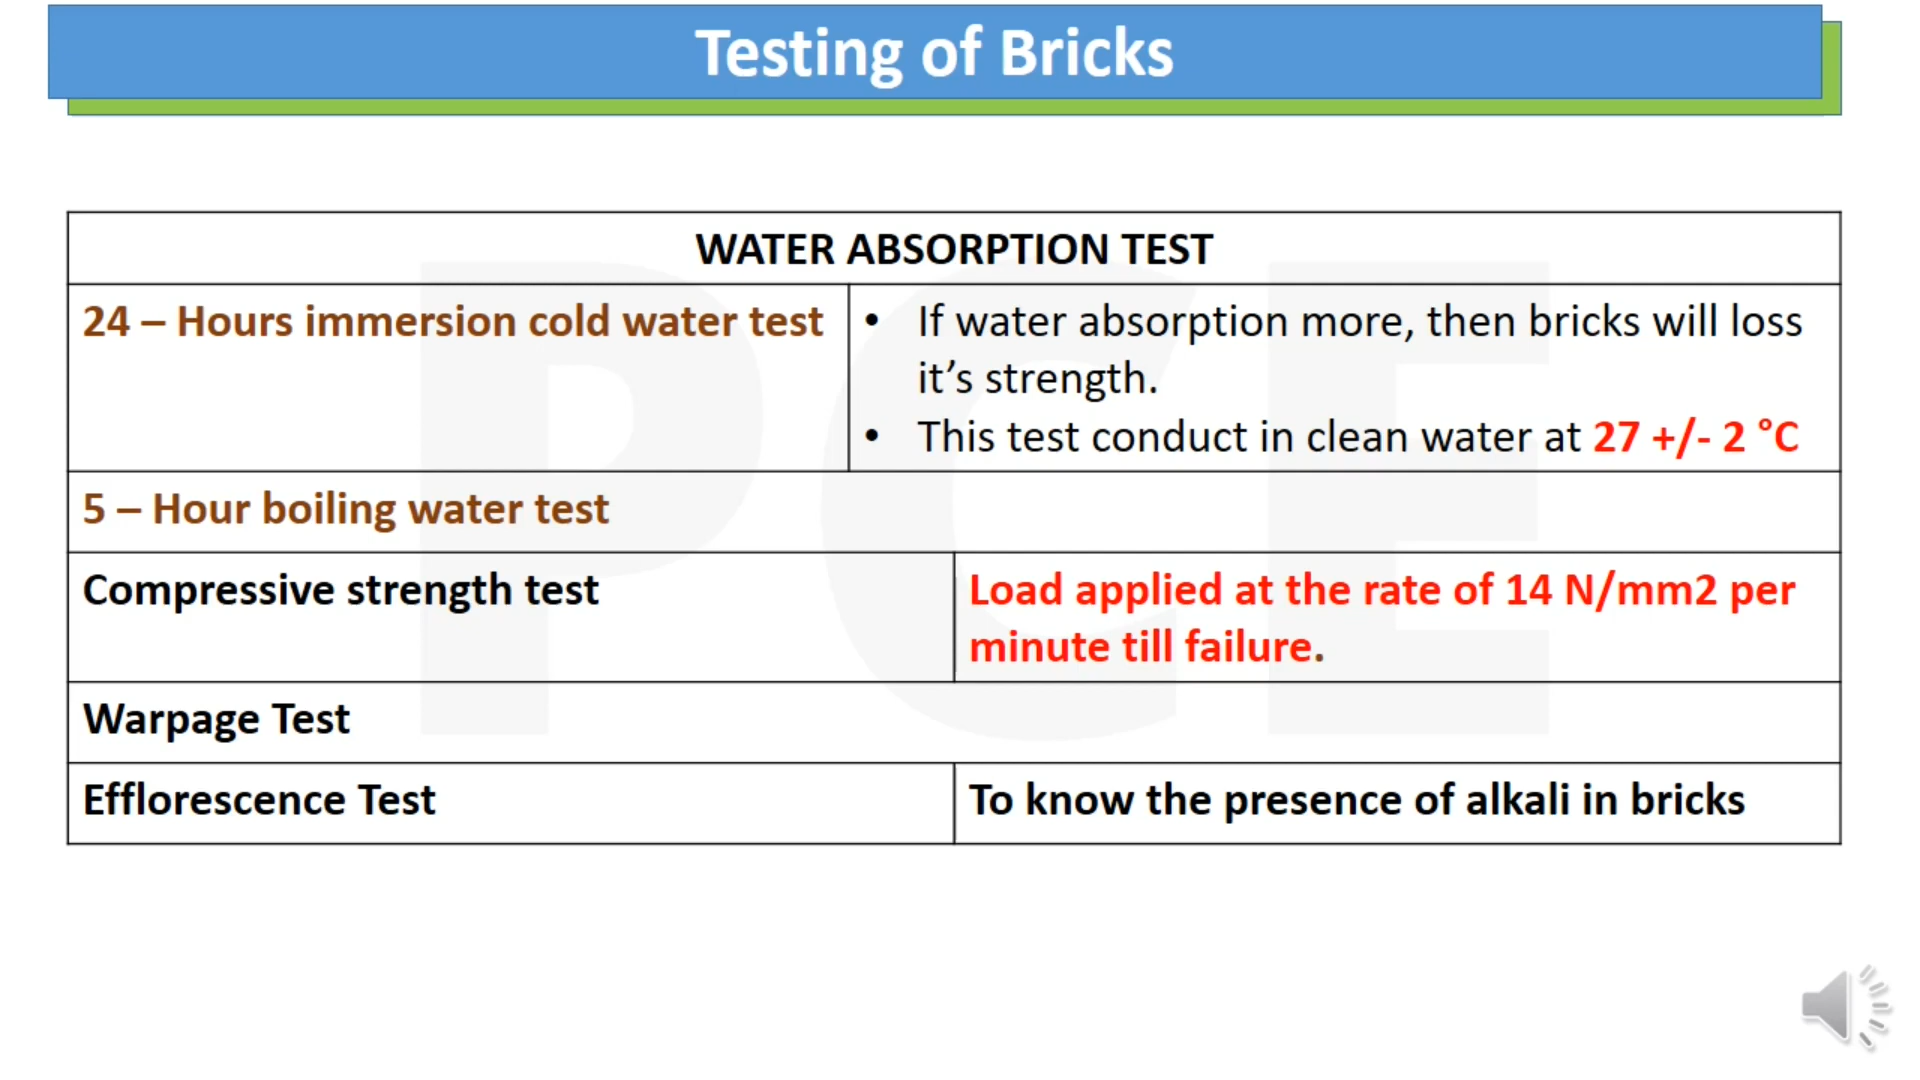 Testing of Bricks
WATER ABSORPTION TEST
24 – Hours immersion cold water test
• If water absorption more, then bricks will loss
it’s strength.
• This test conduct in clean water at 27 +/- 2 °C
5 – Hour boiling water test
Compressive strength test
Load applied at the rate of 14 N/mm2 per
minute till failure.
Warpage Test
Efflorescence Test
To know the presence of alkali in bricks
PCE